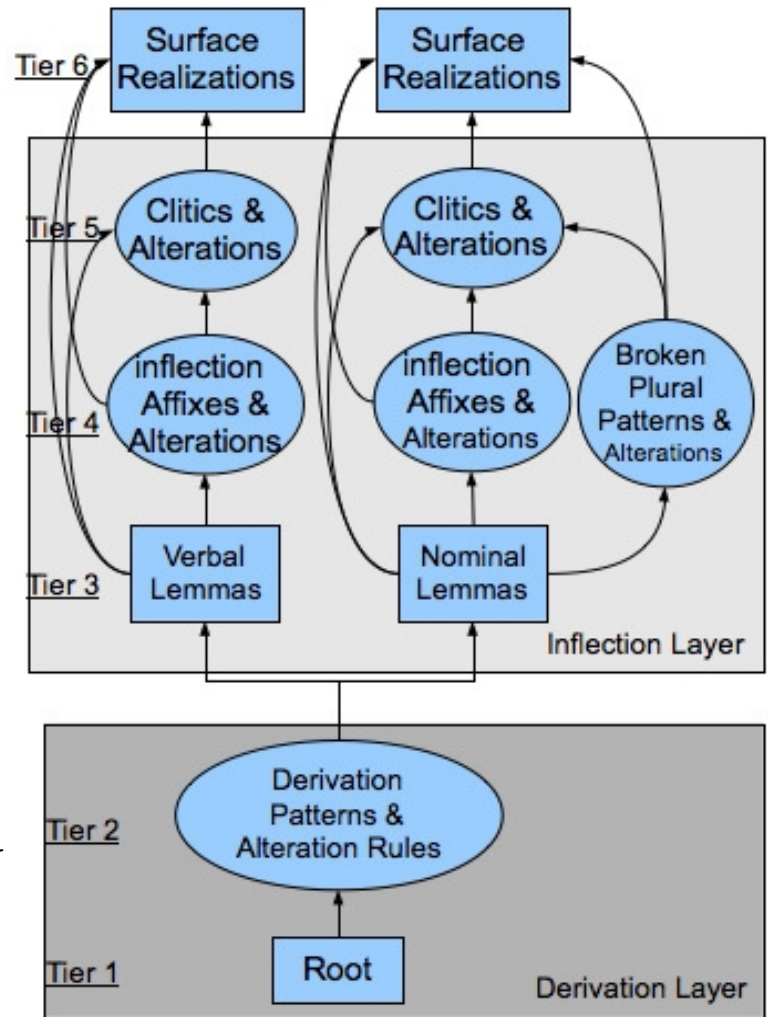 Surface
Realizations
Surface
Realizations
Tier 6
Clitics &
Alterations
Clitics &
Alterations
Tier 5
inflection
Affixes &
Alterations
inflection
Affixes &
Alterations
Broken
Plural
Patterns &
Alterations
Tier 4
Verbal
Lemmas
Nominal
Lemmas
Tier 3
Inflection Layer
Derivation
Patterns &
Alteration Rules
Tier 2
Root
Tier 1
Derivation Layer